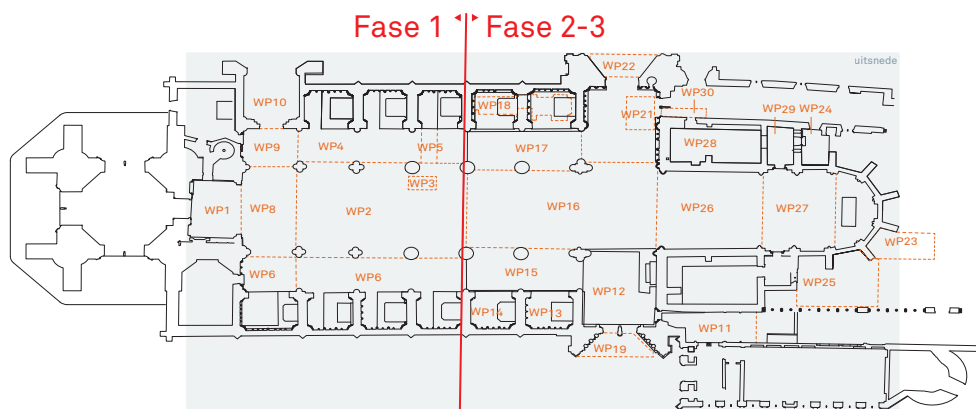 Fase 1 Fase 2-3
uitsnede
WP22
WP30
WP10
WP18
WP21
WP29 WP24
WP9
WP4
WP5
WP17
WP28
WP3
WP1
WP8
WP2
WP16
WP26
WP27
WP23
WP6
WP6
WP15
WP12
WP25
WP14
WP13
WP11
WP19